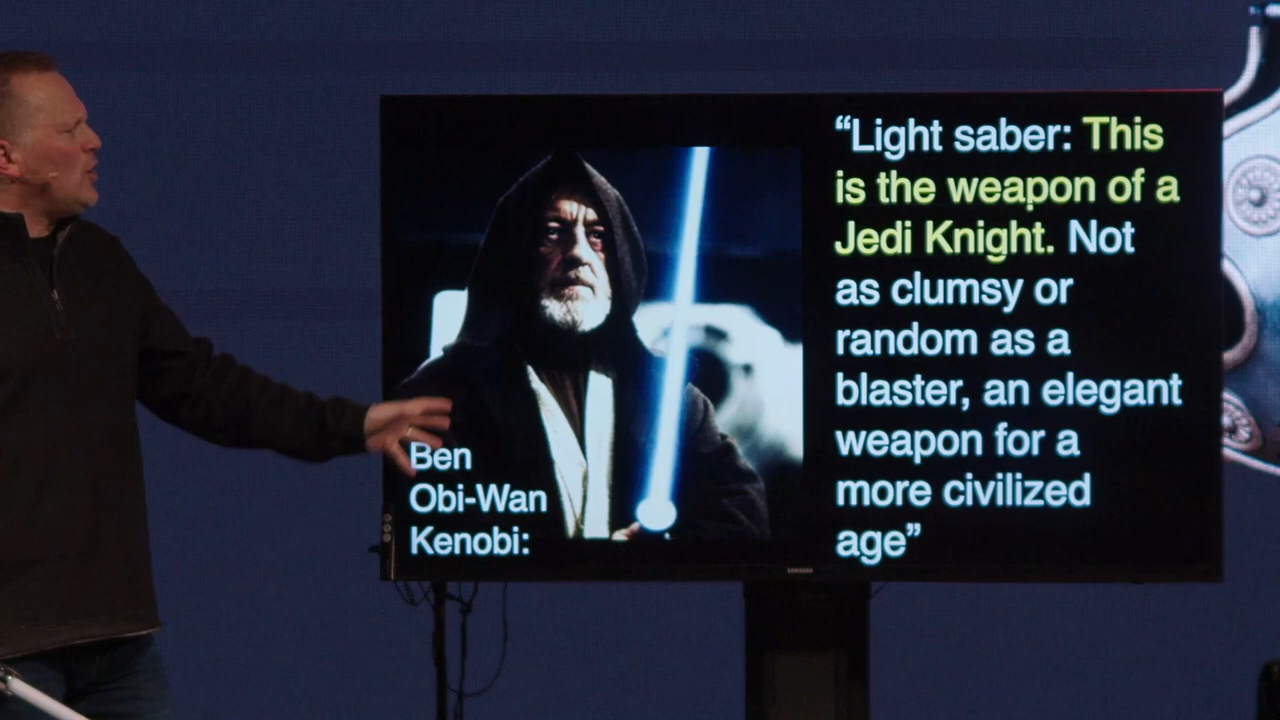 Ben
Obi-Wan
Kenobi:
“Light saber: This
is the weapon of a
Jedi Knight. Not
as clumsy or
random as a
blaster, an elegant
weapon for a
more civilized
age”
SAMSUNG